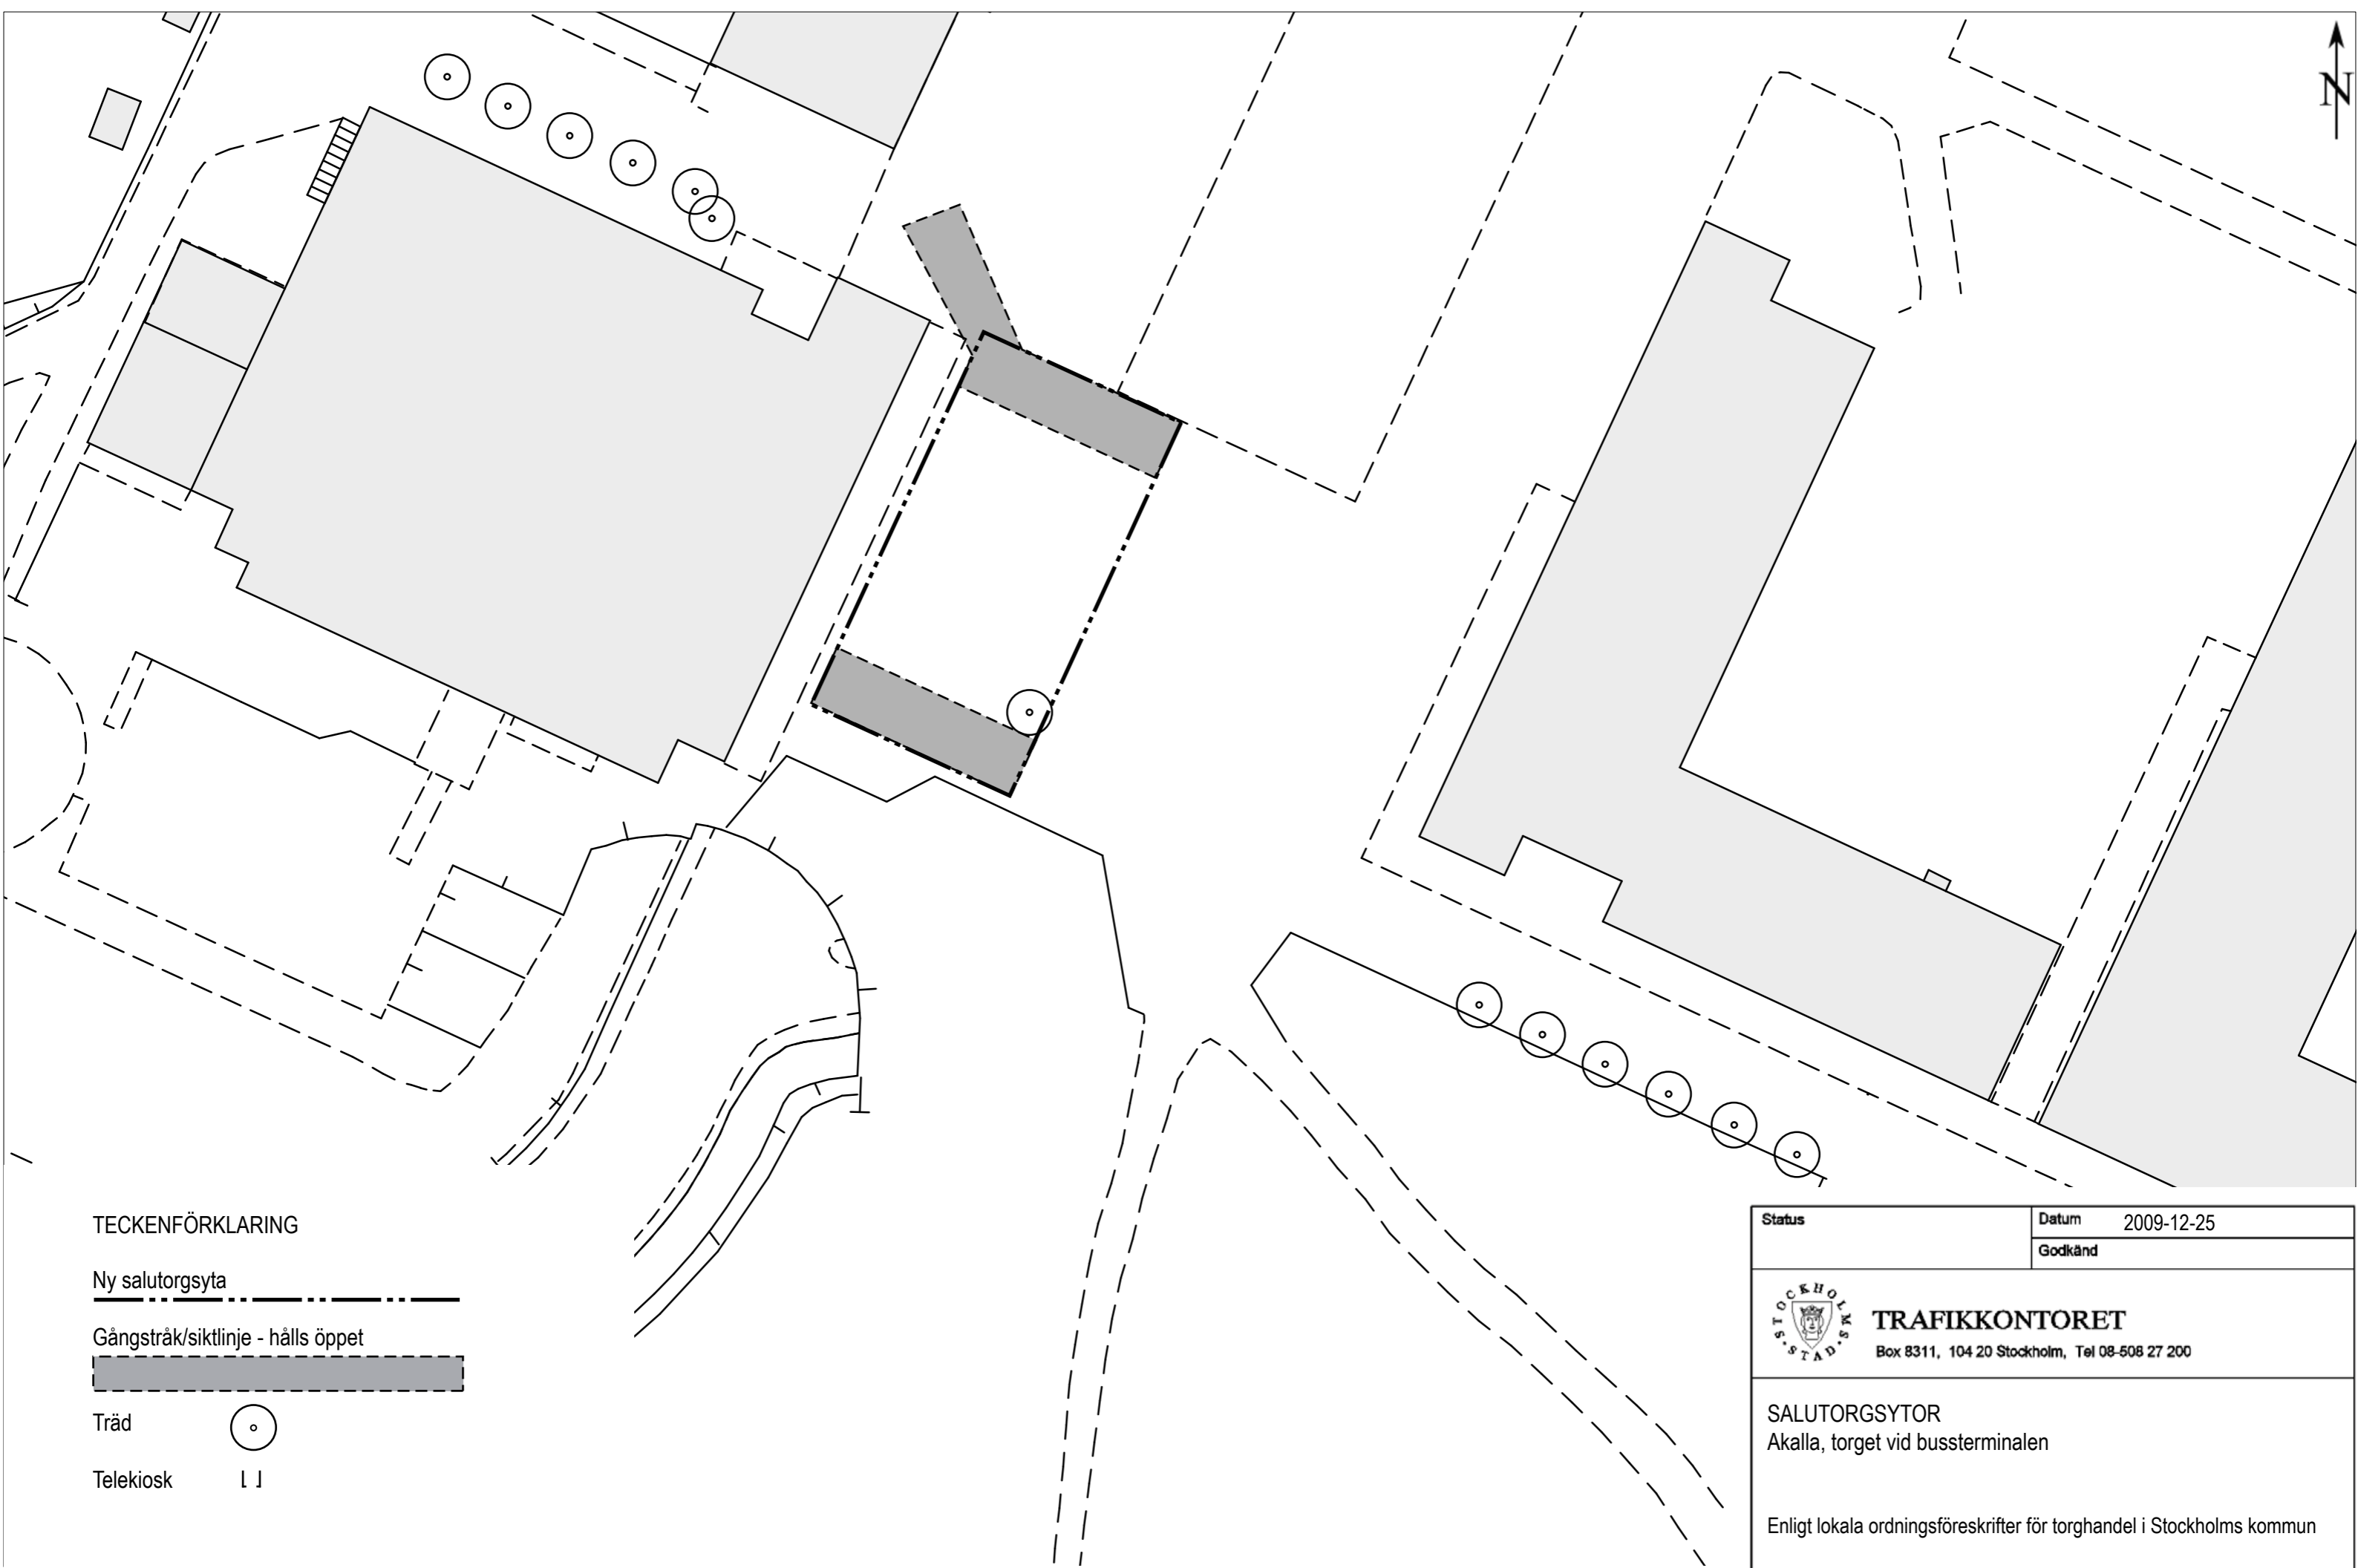 N
TECKENFÖRKLARING
Ny salutorgsyta
Gångstråk/siktlinje - hålls öppet
Träd
Telekiosk
Status
Datum 2009-12-25
Godkänd
STOCKHOLMS STAD
TRAFIKKONTORET
Box 8311, 104 20 Stockholm, Tel 08-508 27 200
SALUTORGSYTOR
Akalla, torget vid bussterminalen
Enligt lokala ordningsföreskrifter för torghandel i Stockholms kommun